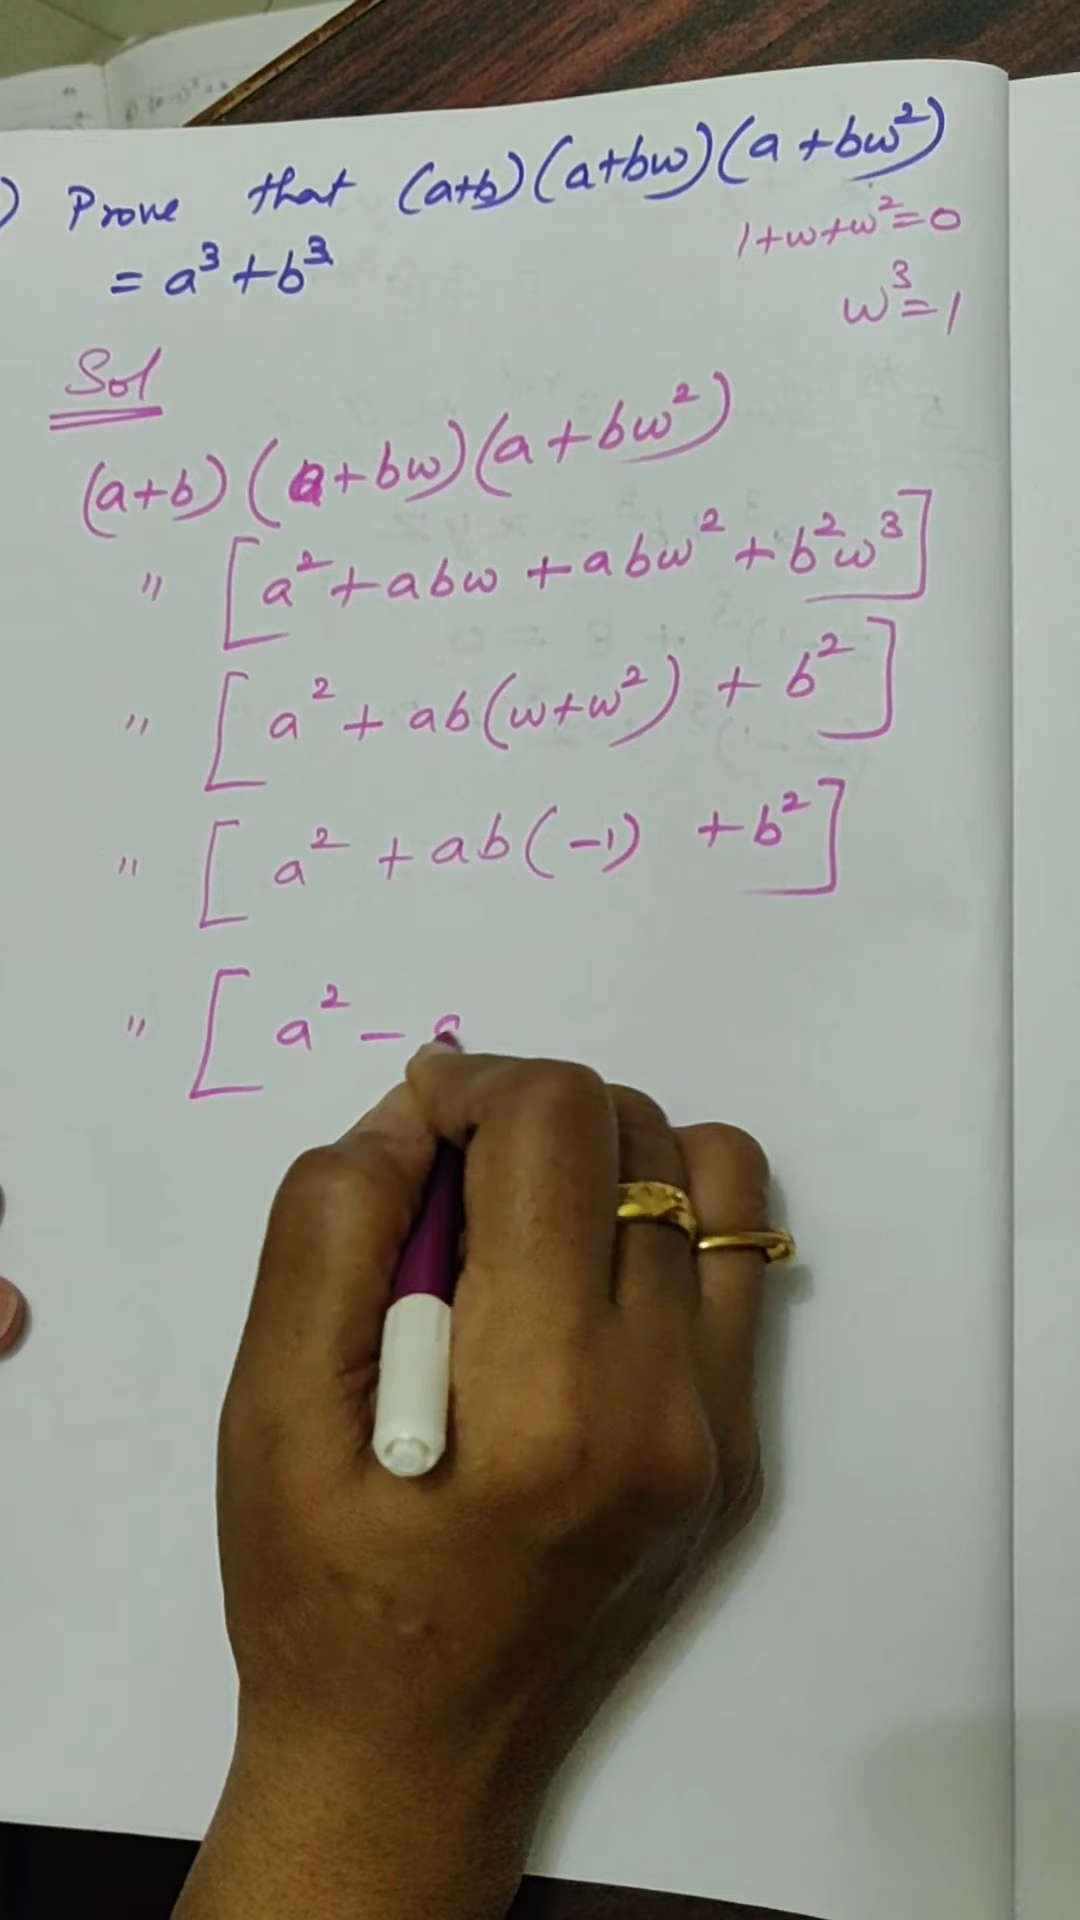 ) Prove that (a+b)(a+bω)(a+bω²)
= a³+b³
1+ω+ω²=0
ω³=1
Sol
(a+b)(a+bω)(a+bω²)
" [a²+abω+abω²+b²ω³]
" [a²+ab(ω+ω²)+b²]
" [a²+ab(-1)+b²]
" [a²-